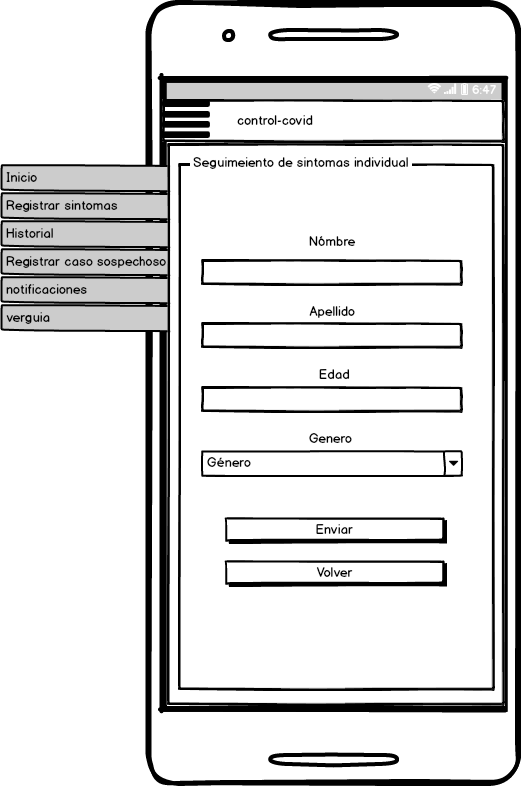 6:47
control-covid
Seguimeiento de sintomas individual
Inicio
Registrar sintomas
Historial
Registrar caso sospechoso
notificaciones
verguia
Nómbre
Apellido
Edad
Genero
Género
Enviar
Volver